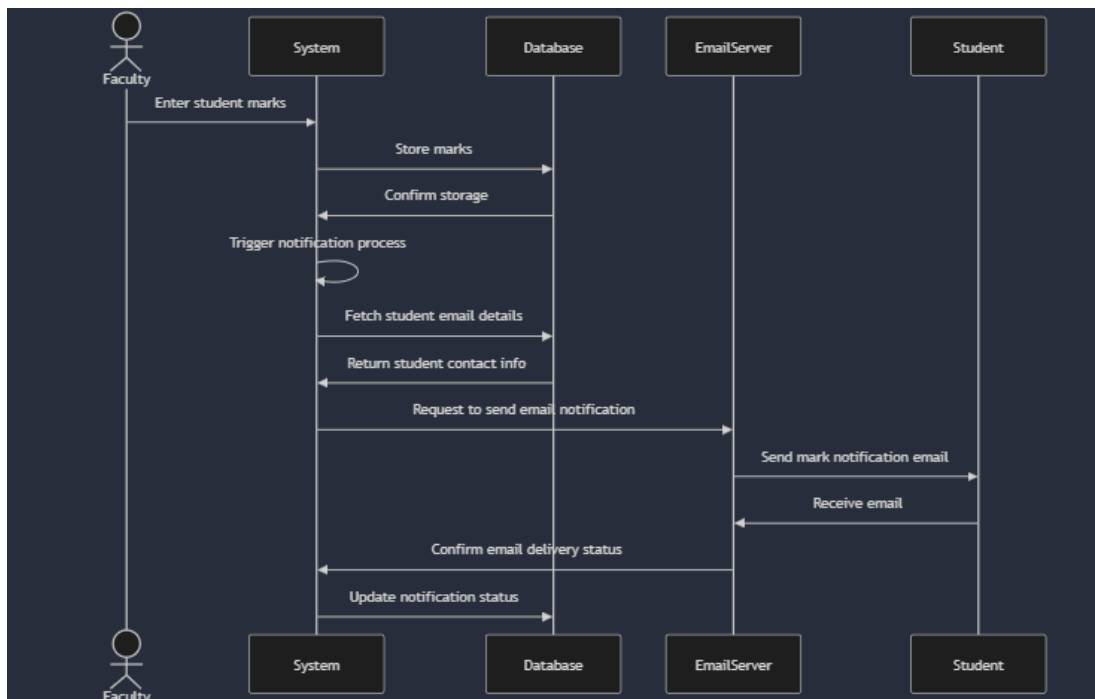 System
Database
EmailServer
Student
Faculty
Enter student marks
Store marks
Confirm storage
Trigger notification process
Fetch student email details
Return student contact info
Request to send email notification
Send mark notification email
Receive email
Confirm email delivery status
Update notification status
System
Database
EmailServer
Student
Faculty